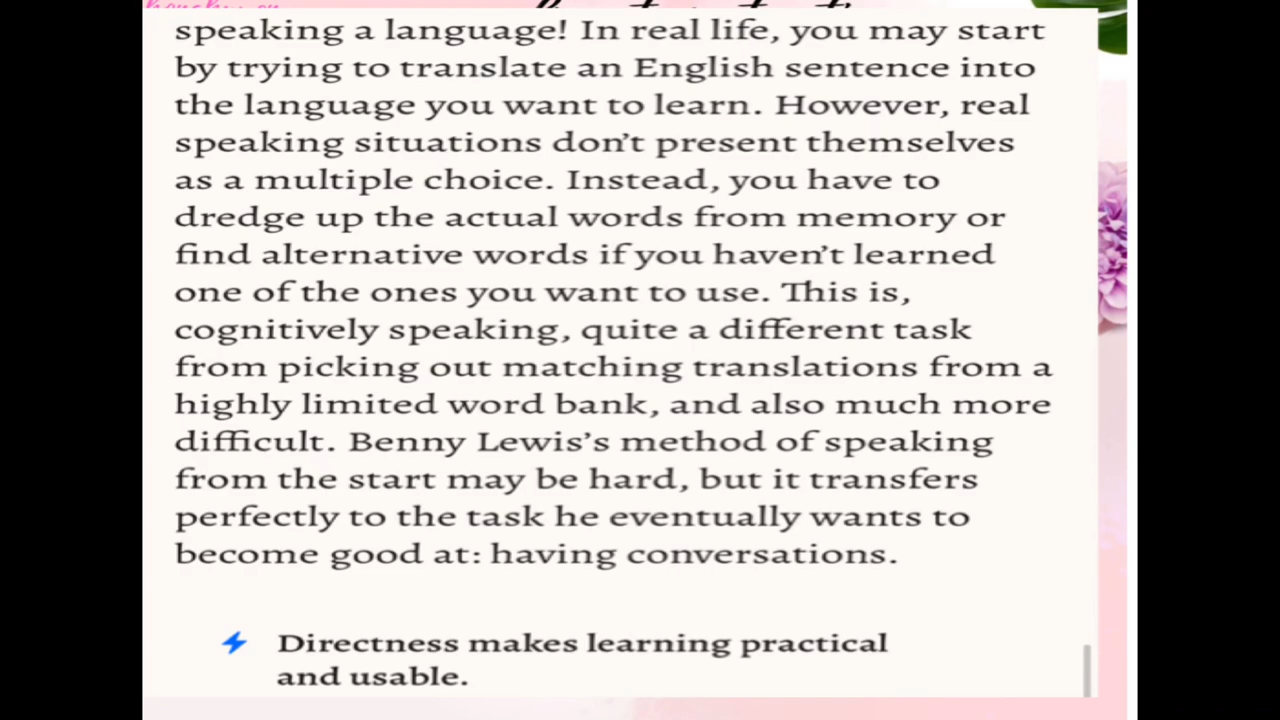 speaking a language! In real life, you may start
by trying to translate an English sentence into
the language you want to learn. However, real
speaking situations don’t present themselves
as a multiple choice. Instead, you have to
dredge up the actual words from memory or
find alternative words if you haven’t learned
one of the ones you want to use. This is,
cognitively speaking, quite a different task
from picking out matching translations from a
highly limited word bank, and also much more
difficult. Benny Lewis’s method of speaking
from the start may be hard, but it transfers
perfectly to the task he eventually wants to
become good at: having conversations.
Directness makes learning practical
and usable.